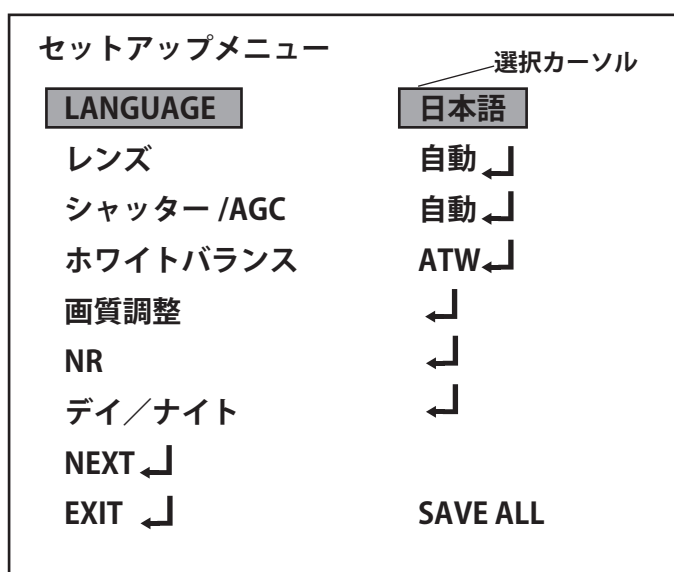 セットアップメニュー
選択カーソル
LANGUAGE 日本語
レンズ 自動↲
シャッター /AGC 自動↲
ホワイトバランス ATW↲
画質調整 ↲
NR ↲
デイ／ナイト ↲
NEXT↲
EXIT ↲ SAVE ALL